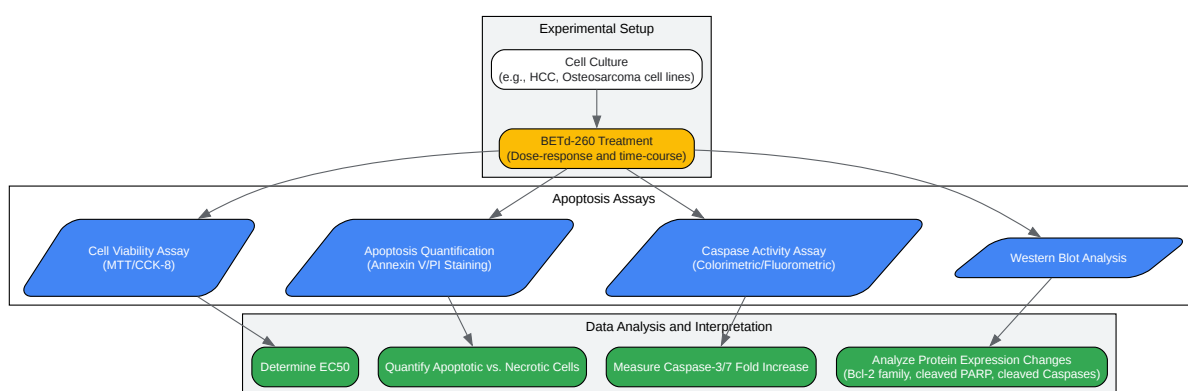 Experimental Setup
Cell Culture
(e.g., HCC, Osteosarcoma cell lines)
BETd-260 Treatment
(Dose-response and time-course)
Apoptosis Assays
Cell Viability Assay
(MTT/CCK-8)
Apoptosis Quantification
(Annexin V/PI Staining)
Caspase Activity Assay
(Colorimetric/Fluorometric)
Western Blot Analysis
Data Analysis and Interpretation
Determine EC50
Quantify Apoptotic vs. Necrotic Cells
Measure Caspase-3/7 Fold Increase
Analyze Protein Expression Changes
(Bcl-2 family, cleaved PARP, cleaved Caspases)